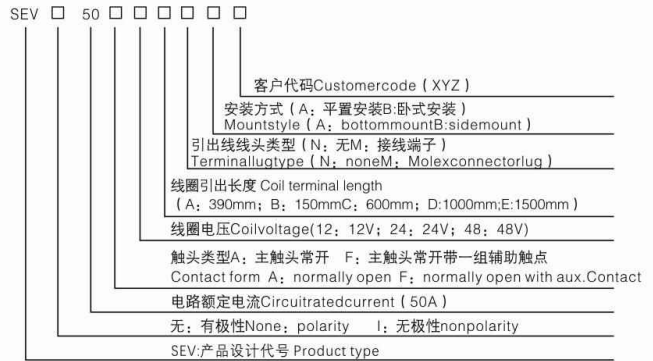 SEV □ 50 □ □ □ □ □ □
客户代码Customercode（XYZ）
安装方式（A：平置安装B:卧式安装）
Mountstyle（A：bottommountB:sidemount）
引出线线头类型（N：无M：接线端子）
Terminallugtype（N：noneM：Molexconnectorlug）
线圈引出长度 Coil terminal length
（A：390mm；B：150mmC：600mm；D:1000mm;E:1500mm）
线圈电压Coilvoltage(12：12V；24：24V；48：48V)
触头类型A：主触头常开 F：主触头常开带一组辅助触点
Contact form A：normally open F：normally open with aux.Contact
电路额定电流Circuitratedcurrent（50A）
无：有极性None：polarity I：无极性nonpolarity
SEV:产品设计代号 Product type